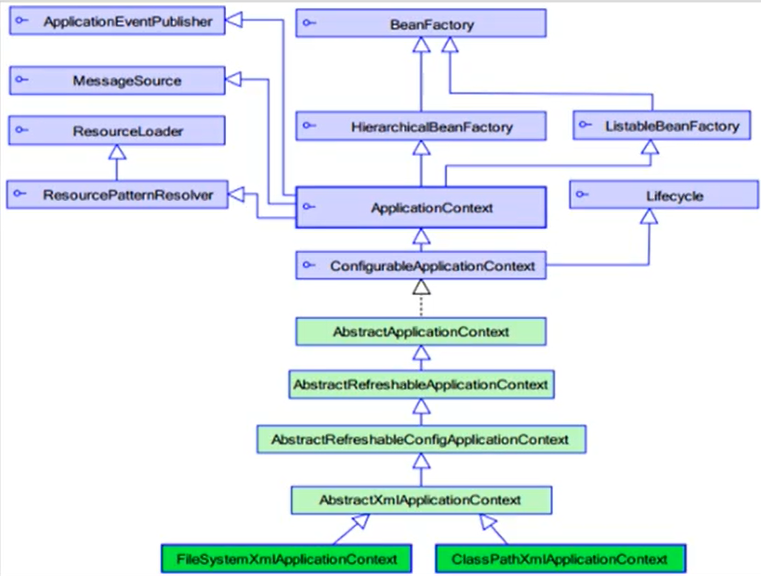 ApplicationEventPublisher
BeanFactory
MessageSource
ResourceLoader
HierarchicalBeanFactory
ListableBeanFactory
ResourcePatternResolver
ApplicationContext
Lifecycle
ConfigurableApplicationContext
AbstractApplicationContext
AbstractRefreshableApplicationContext
AbstractRefreshableConfigApplicationContext
AbstractXmlApplicationContext
FileSystemXmlApplicationContext
ClassPathXmlApplicationContext